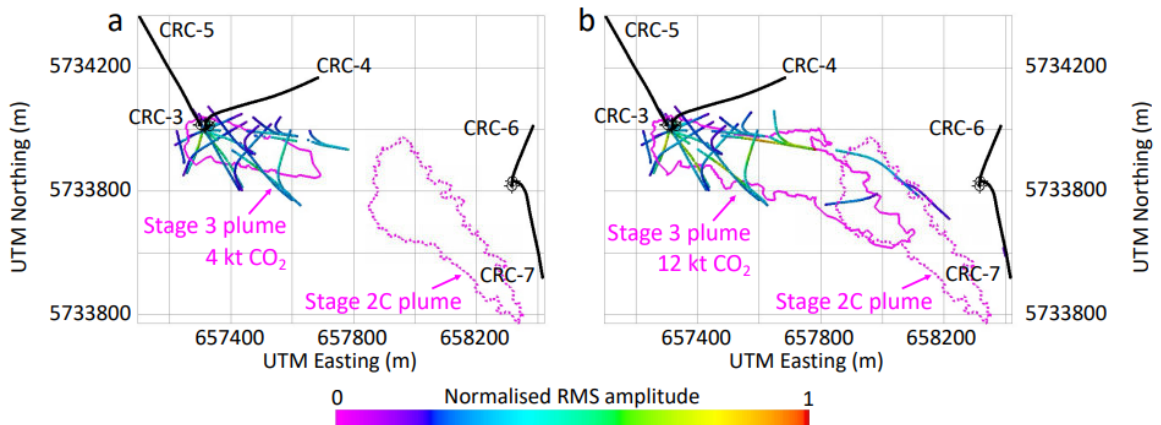 a
CRC-5
CRC-4
CRC-3
CRC-6
CRC-7
Stage 3 plume
4 kt CO₂
Stage 2C plume
5734200
5733800
5733800
UTM Northing (m)
657400
657800
658200
UTM Easting (m)
b
CRC-5
CRC-4
CRC-3
CRC-6
CRC-7
Stage 3 plume
12 kt CO₂
Stage 2C plume
5734200
5733800
5733800
UTM Northing (m)
657400
657800
658200
UTM Easting (m)
0
Normalised RMS amplitude
1